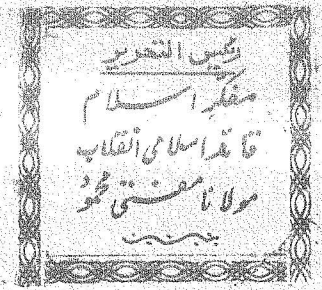 رئیس التحریر
مفکر اسلام
قائد اسلامی انقلاب
مولانا مفتی محمود